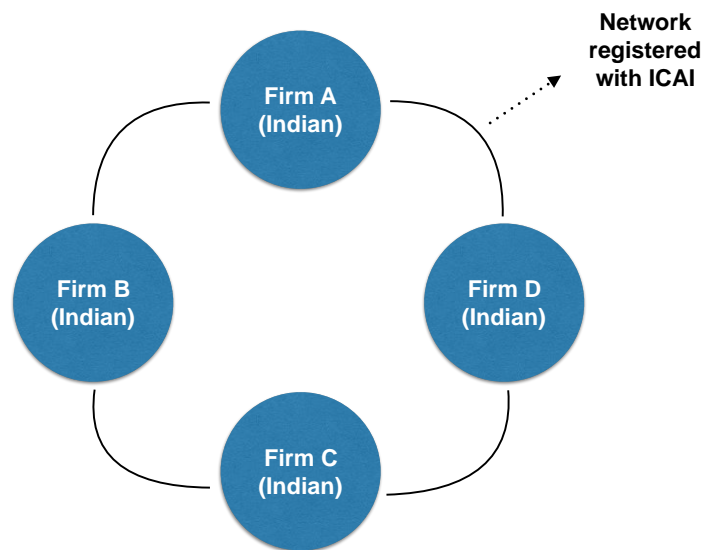 Network
registered
with ICAI
Firm A
(Indian)
Firm B
(Indian)
Firm D
(Indian)
Firm C
(Indian)